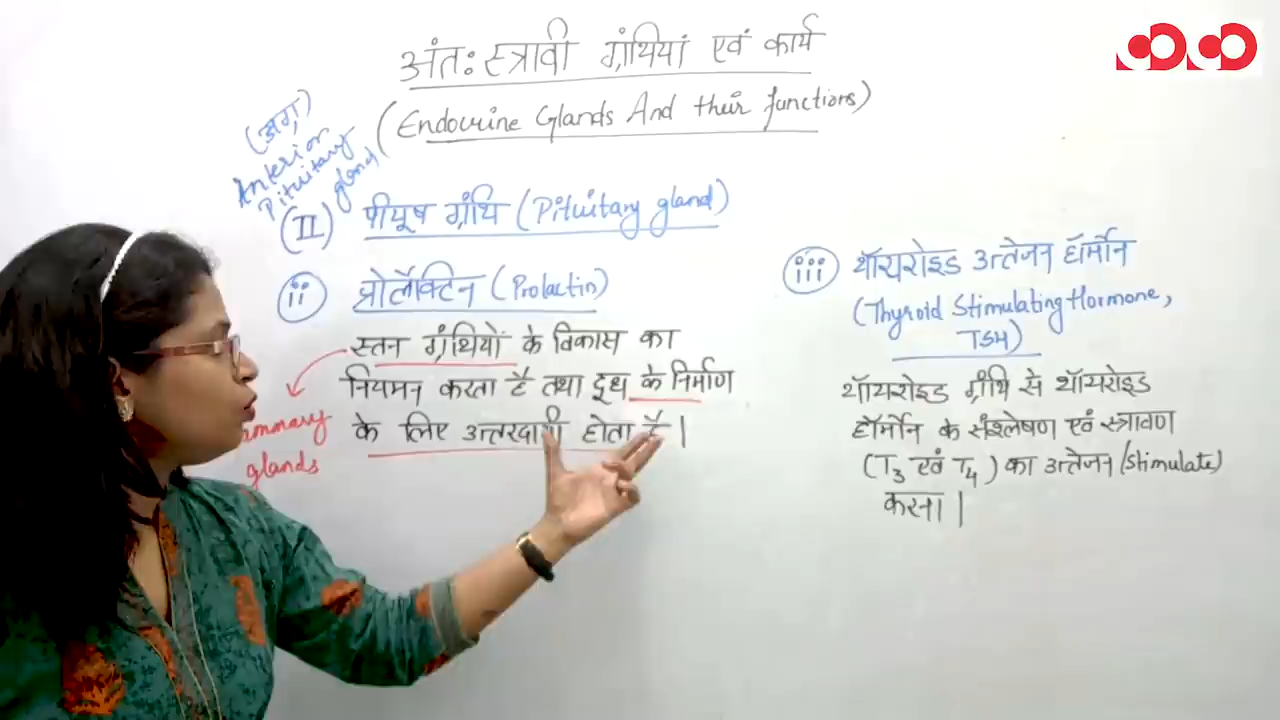 अंतः स्त्रावी ग्रंथियां एवं कार्य
(Endocrine Glands And their functions)
(अग्र)
Anterior
Pituitary
gland
(II) पीयूष ग्रंथि (Pituitary gland)
(ii) प्रोलैक्टिन (Prolactin)
स्तन ग्रंथियों के विकास का
नियमन करता है तथा दूध के निर्माण
के लिए उत्तरदायी होता है |
mmary
glands
(iii) थॉयरोइड उत्तेजन हॉर्मोन
(Thyroid Stimulating Hormone,
TSH)
थॉयरोइड ग्रंथि से थॉयरोइड
हॉर्मोन के संश्लेषण एवं स्त्रावण
(T3 एवं T4) का उत्तेजन (stimulate)
करना |